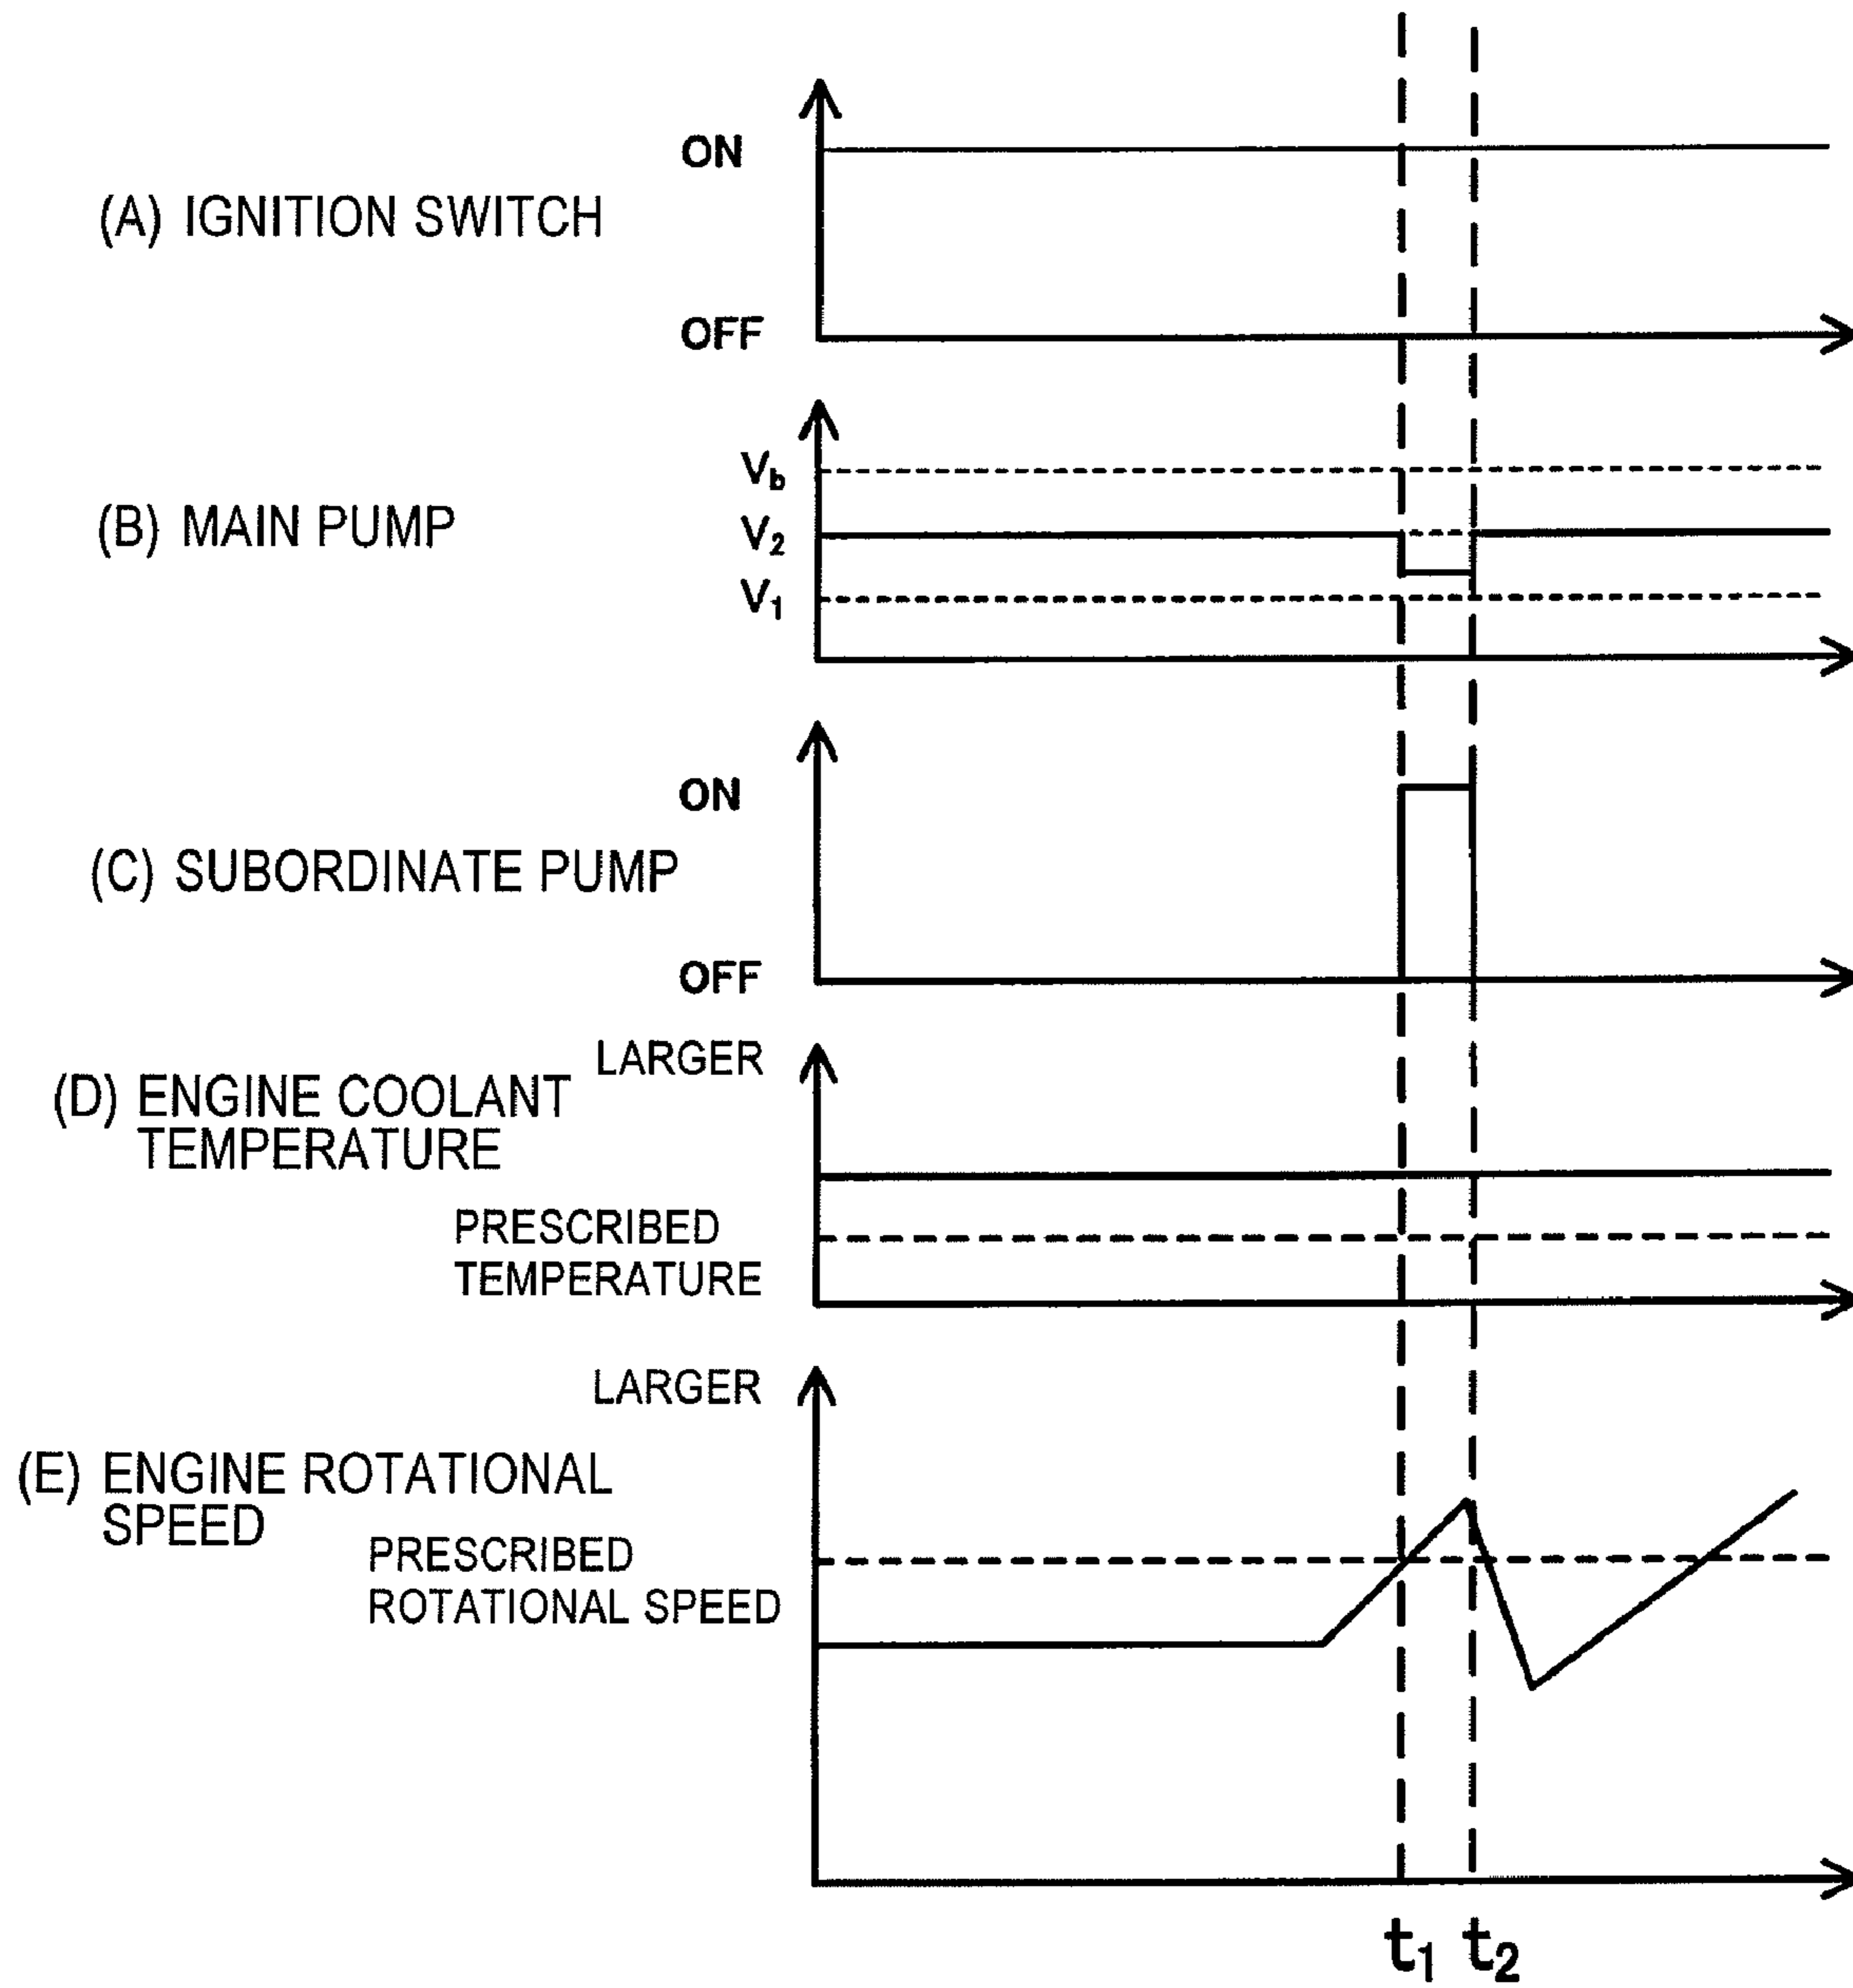 ON
(A) IGNITION SWITCH
OFF
Vb
(B) MAIN PUMP
V2
V1
ON
(C) SUBORDINATE PUMP
OFF
LARGER
(D) ENGINE COOLANT
TEMPERATURE
PRESCRIBED
TEMPERATURE
LARGER
(E) ENGINE ROTATIONAL
SPEED
PRESCRIBED
ROTATIONAL SPEED
t1 t2